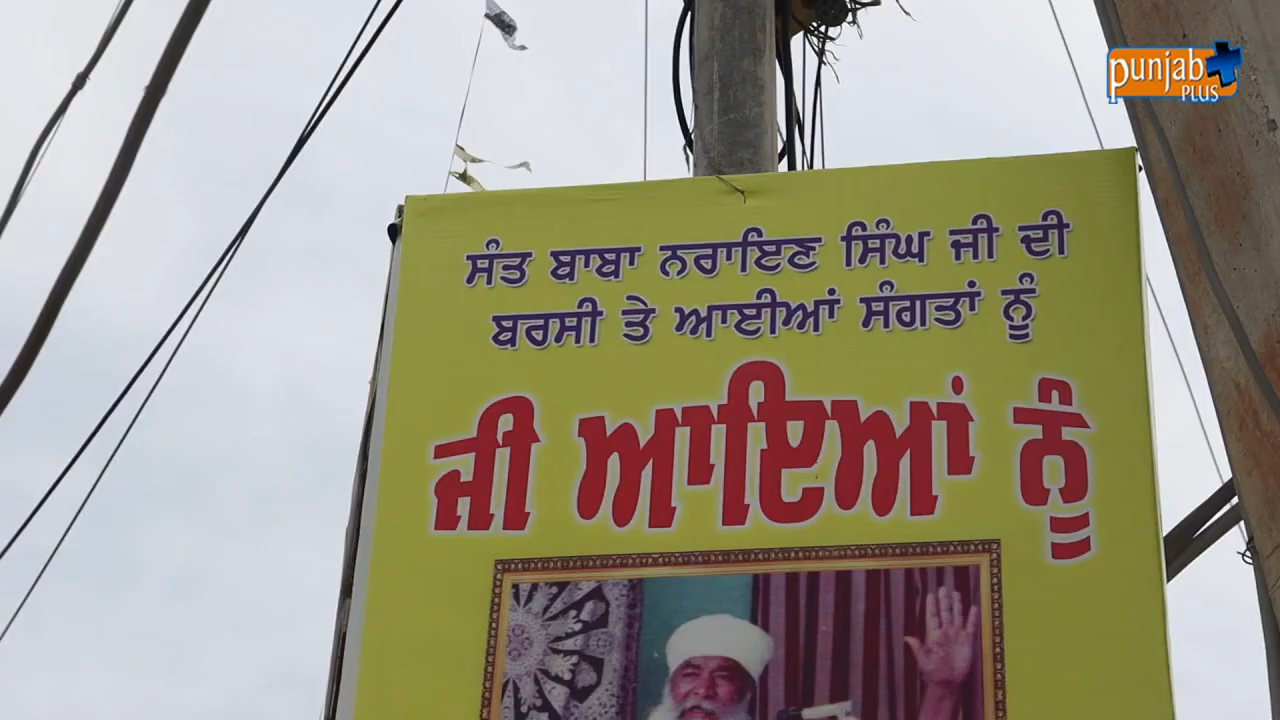 punjab
PLUS
ਸੰਤ ਬਾਬਾ ਨਰਾਇਣ ਸਿੰਘ ਜੀ ਦੀ
ਬਰਸੀ ਤੇ ਆਈਆਂ ਸੰਗਤਾਂ ਨੂੰ
ਜੀ ਆਇਆਂ ਨੂੰ